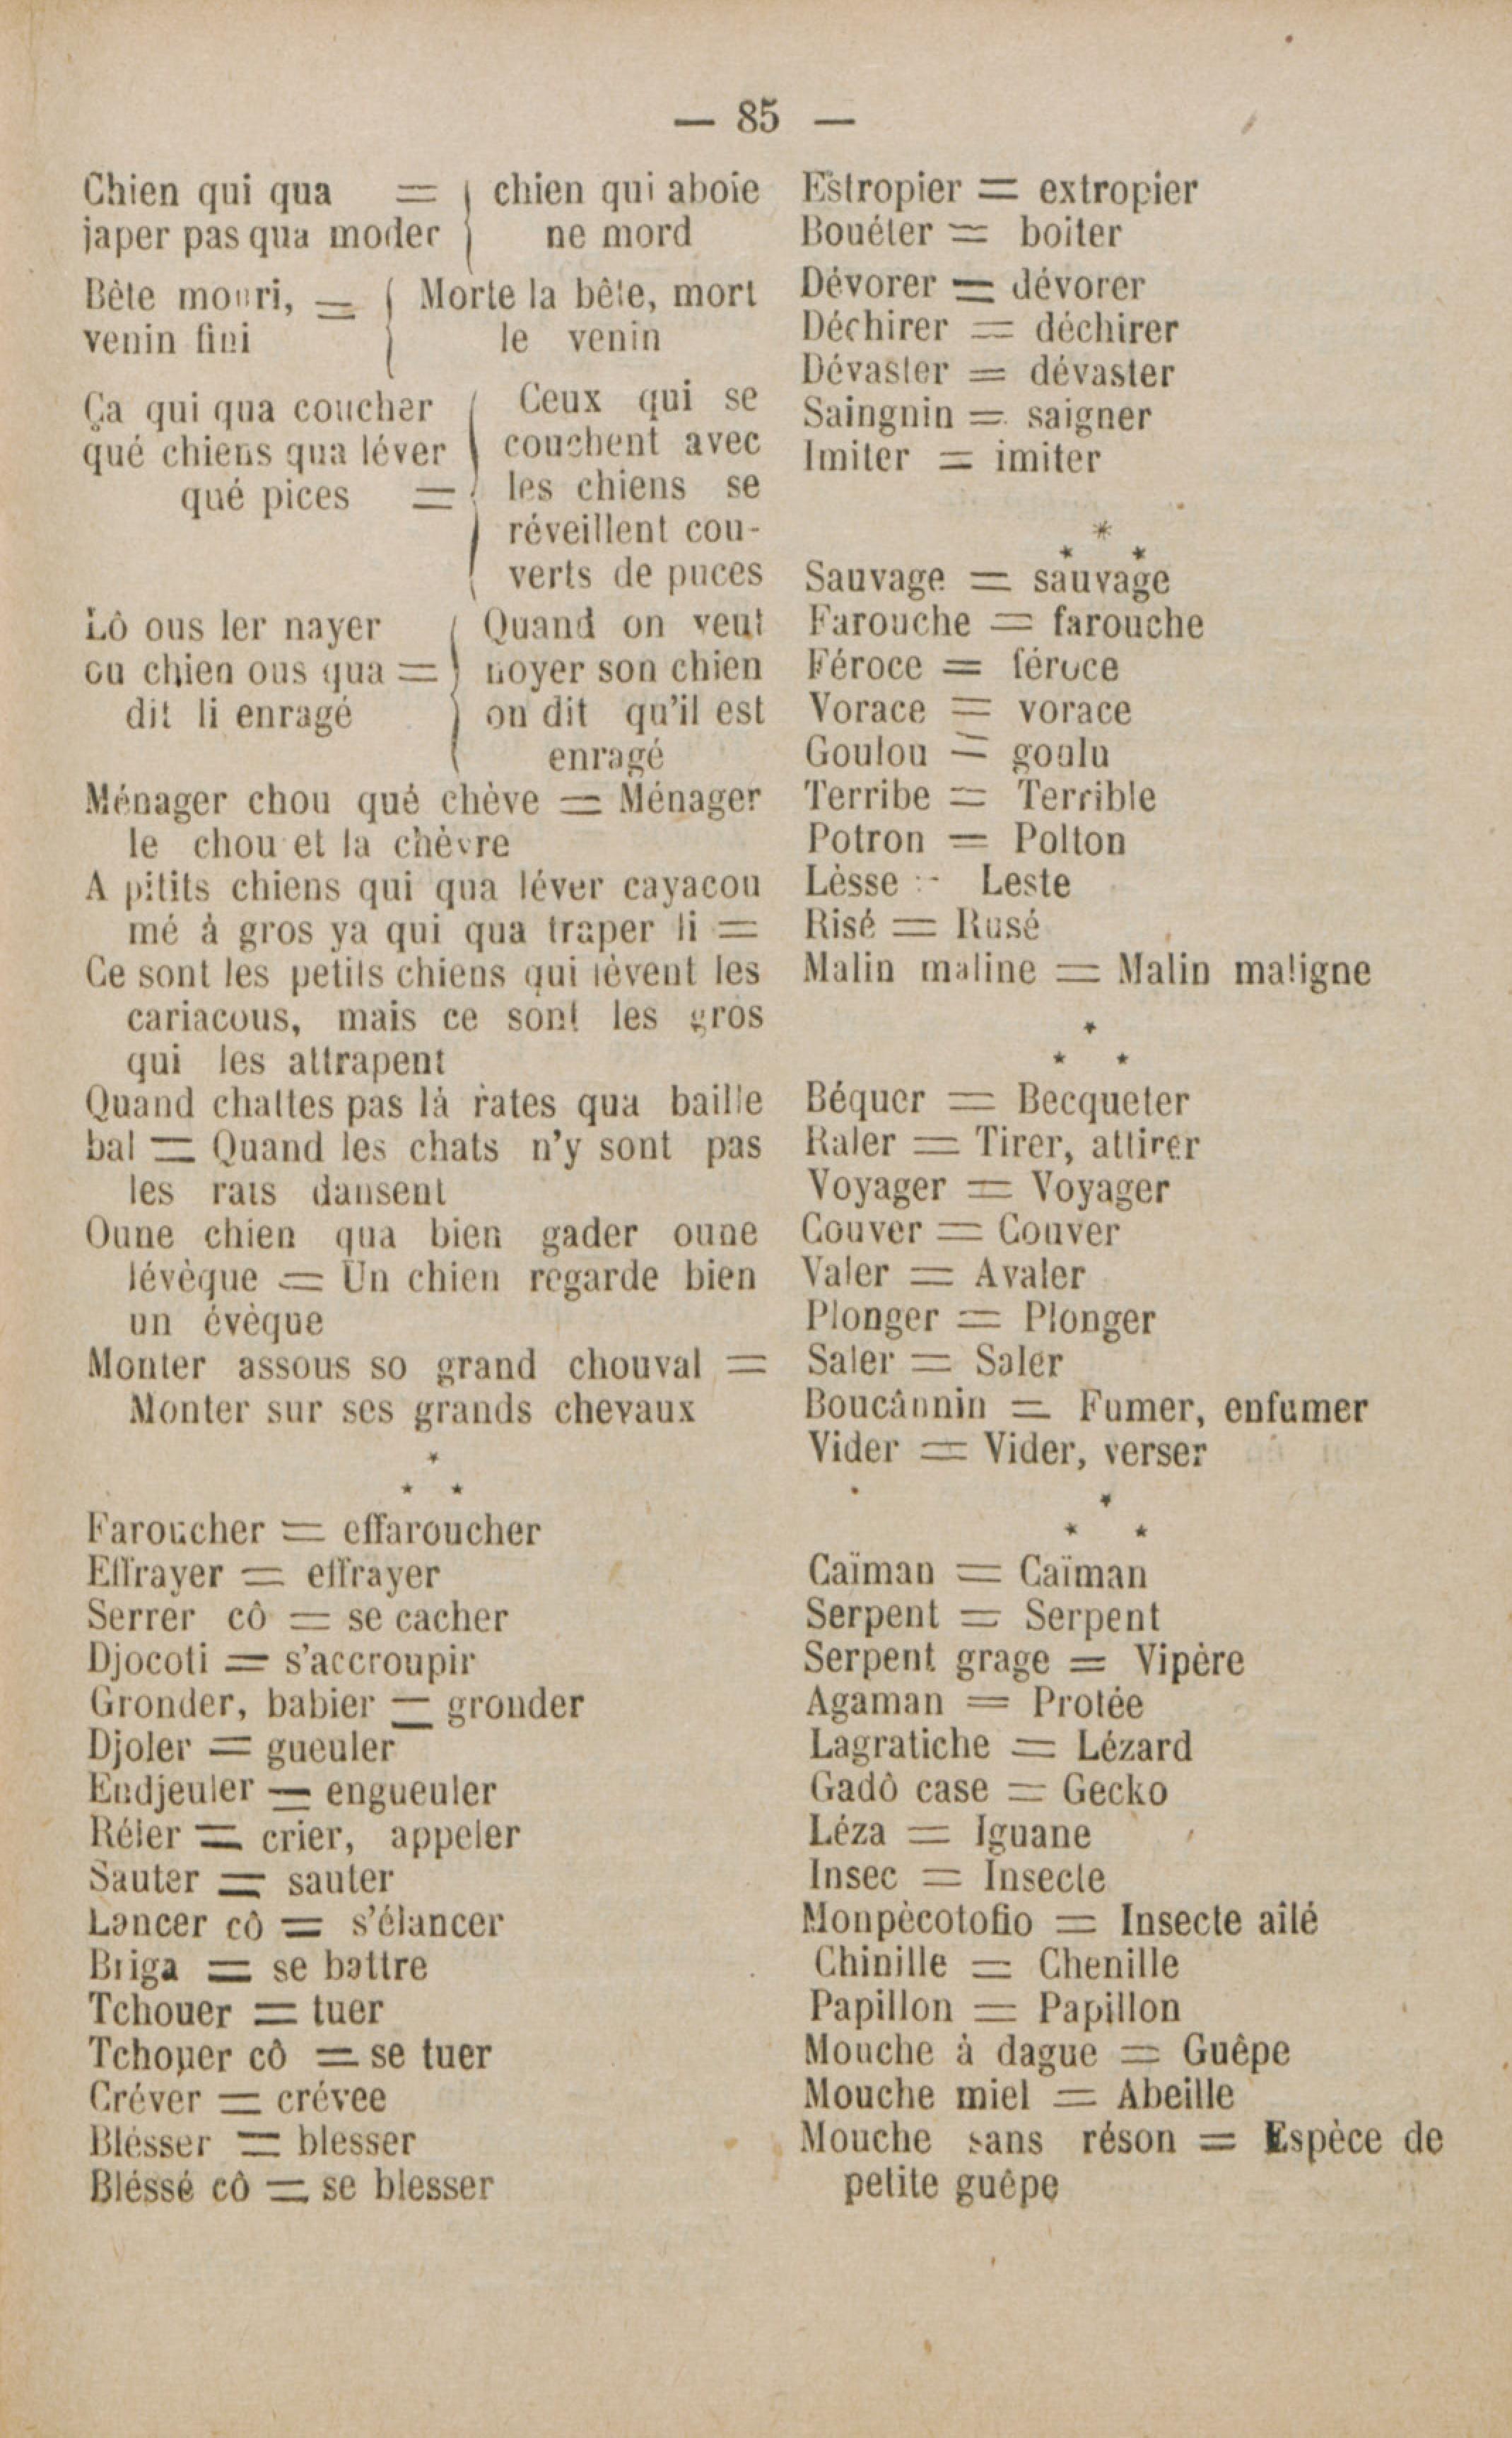 — 85 —
Chien qui qua = chien qui aboie
japer pas qua moder ne mord
Bête mouri, = Morte la bête, mort
venin fini le venin
Ça qui qua coucher Ceux qui se
qué chiens qua léver couchent avec
qué pices = les chiens se
réveillent cou-
verts de puces
Lô ous ler nayer Quand on veut
ou chien ous qua = noyer son chien
dit li enragé on dit qu'il est
enragé
Ménager chou qué chève = Ménager
le chou et la chèvre
A pitits chiens qui qua léver cayacou
mé à gros ya qui qua traper li =
Ce sont les petits chiens qui lèvent les
cariacous, mais ce sont les gros
qui les attrapent
Quand chattes pas là rates qua baille
bal = Quand les chats n'y sont pas
les rats dansent
Oune chien qua bien gader oune
lévèque = Un chien regarde bien
un évèque
Monter assous so grand chouval =
Monter sur ses grands chevaux
*
* *
Faroucher = effaroucher
Effrayer = effrayer
Serrer cô = se cacher
Djocoti = s'accroupir
Gronder, babier = gronder
Djoler = gueuler
Endjeuler = engueuler
Réler = crier, appeler
Sauter = sauter
Lancer cô = s'élancer
Briga = se battre
Tchouer = tuer
Tchouer cô = se tuer
Créver = crévee
Blésser = blesser
Bléssé cô = se blesser
Estropier = extropier
Bouéter = boiter
Dévorer = dévorer
Déchirer = déchirer
Dévaster = dévaster
Saingnin = saigner
Imiter = imiter
*
* *
Sauvage = sauvage
Farouche = farouche
Féroce = féroce
Vorace = vorace
Goulou = goulu
Terribe = Terrible
Potron = Polton
Lèsse = Leste
Risé = Rusé
Malin maline = Malin maligne
*
* *
Béquer = Becqueter
Raler = Tirer, attirer
Voyager = Voyager
Couver = Couver
Valer = Avaler
Plonger = Plonger
Saler = Saler
Boucânnin = Fumer, enfumer
Vider = Vider, verser
*
* *
Caïman = Caïman
Serpent = Serpent
Serpent grage = Vipère
Agaman = Protée
Lagratiche = Lézard
Gadô case = Gecko
Léza = Iguane
Insec = Insecte
Monpècotofio = Insecte ailé
Chinille = Chenille
Papillon = Papillon
Mouche à dague = Guêpe
Mouche miel = Abeille
Mouche sans réson = Espèce de
petite guêpe